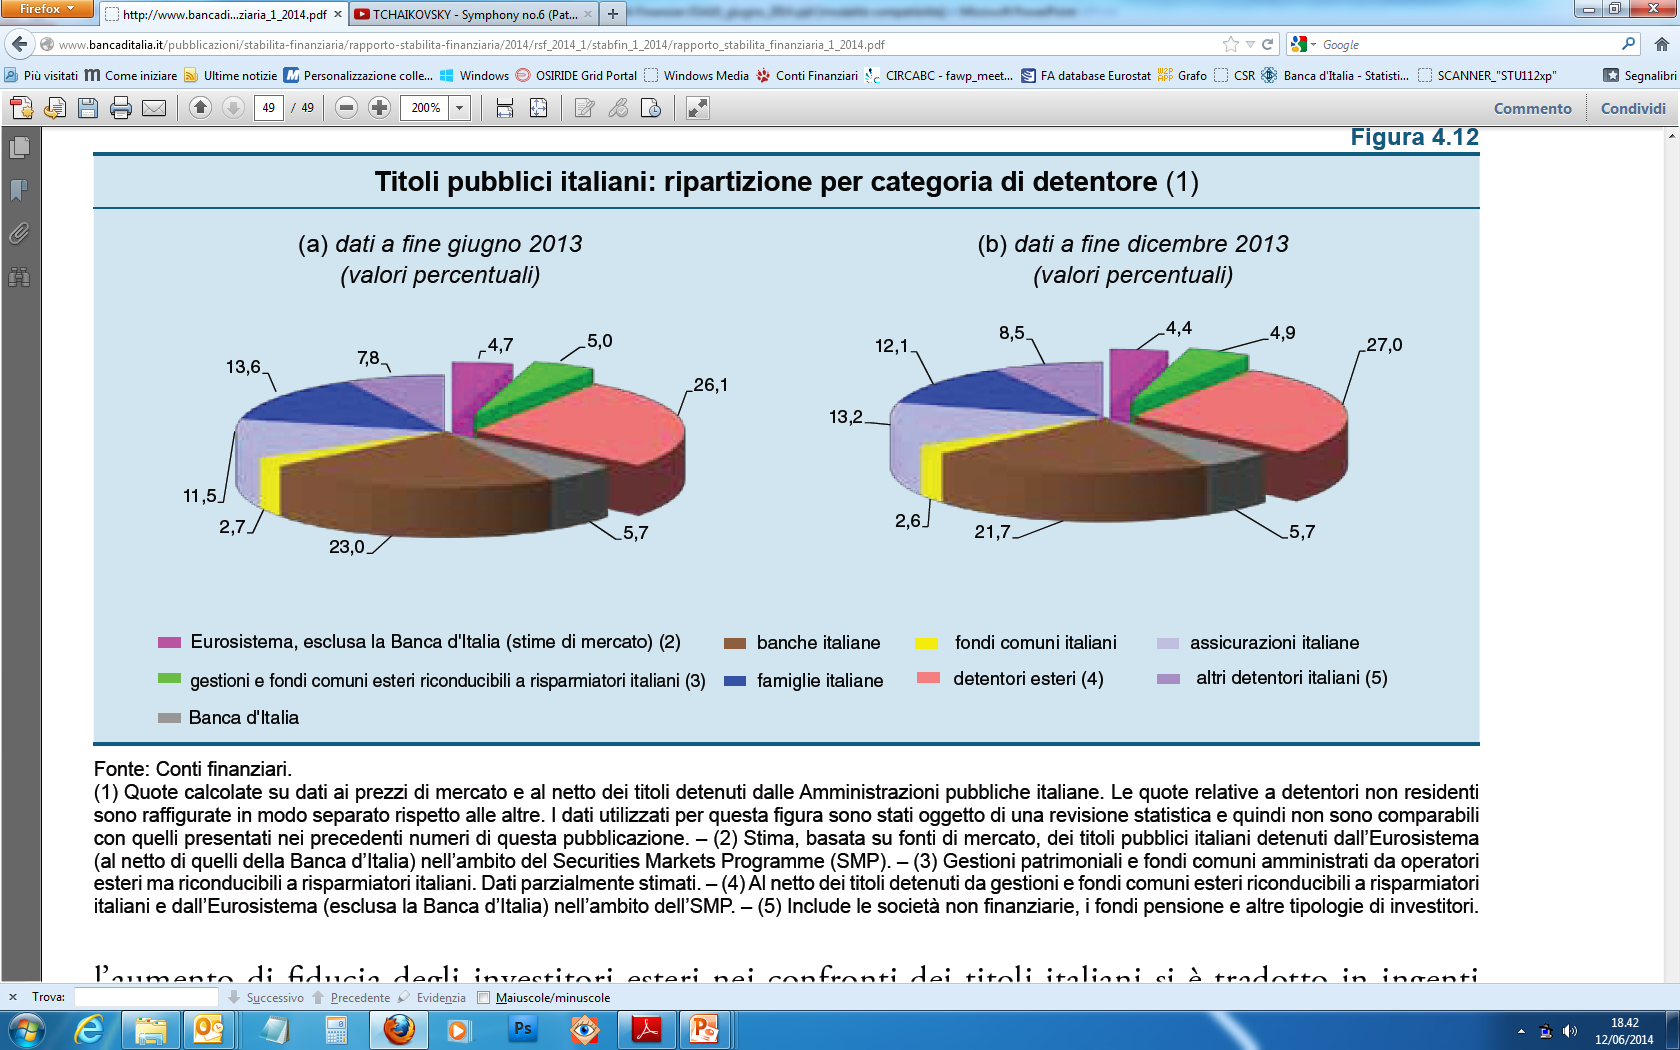 Firefox
http://www.bancadi...ziaria_1_2014.pdf
TCHAIKOVSKY - Symphony no.6 (Pat...
www.bancaditalia.it/pubblicazioni/stabilita-finanziaria/rapporto-stabilita-finanziaria/2014/rsf_2014_1/stabfin_1_2014/rapporto_stabilita_finanziaria_1_2014.pdf
Google
Più visitati Come iniziare Ultime notizie Personalizzazione colle... Windows OSIRIDE Grid Portal Windows Media Conti Finanziari CIRCABC - fawp_meet... FA database Eurostat Grafo CSR Banca d'Italia - Statisti... SCANNER_"STU112xp" Segnalibri
49 / 49 200% Commento Condividi
Figura 4.12
Titoli pubblici italiani: ripartizione per categoria di detentore (1)
(a) dati a fine giugno 2013
(valori percentuali)
4,7
5,0
26,1
5,7
23,0
2,7
11,5
13,6
7,8
(b) dati a fine dicembre 2013
(valori percentuali)
4,4
4,9
27,0
5,7
21,7
2,6
13,2
12,1
8,5
Eurosistema, esclusa la Banca d'Italia (stime di mercato) (2) banche italiane fondi comuni italiani assicurazioni italiane
gestioni e fondi comuni esteri riconducibili a risparmiatori italiani (3) famiglie italiane detentori esteri (4) altri detentori italiani (5)
Banca d'Italia
Fonte: Conti finanziari.
(1) Quote calcolate su dati ai prezzi di mercato e al netto dei titoli detenuti dalle Amministrazioni pubbliche italiane. Le quote relative a detentori non residenti
sono raffigurate in modo separato rispetto alle altre. I dati utilizzati per questa figura sono stati oggetto di una revisione statistica e quindi non sono comparabili
con quelli presentati nei precedenti numeri di questa pubblicazione. – (2) Stima, basata su fonti di mercato, dei titoli pubblici italiani detenuti dall'Eurosistema
(al netto di quelli della Banca d'Italia) nell'ambito del Securities Markets Programme (SMP). – (3) Gestioni patrimoniali e fondi comuni amministrati da operatori
esteri ma riconducibili a risparmiatori italiani. Dati parzialmente stimati. – (4) Al netto dei titoli detenuti da gestioni e fondi comuni esteri riconducibili a risparmiatori
italiani e dall'Eurosistema (esclusa la Banca d'Italia) nell'ambito dell'SMP. – (5) Include le società non finanziarie, i fondi pensione e altre tipologie di investitori.
l'aumento di fiducia degli investitori esteri nei confronti dei titoli italiani si è tradotto in ingenti
Trova: Successivo Precedente Evidenzia Maiuscole/minuscole
Ps
18.42
12/06/2014